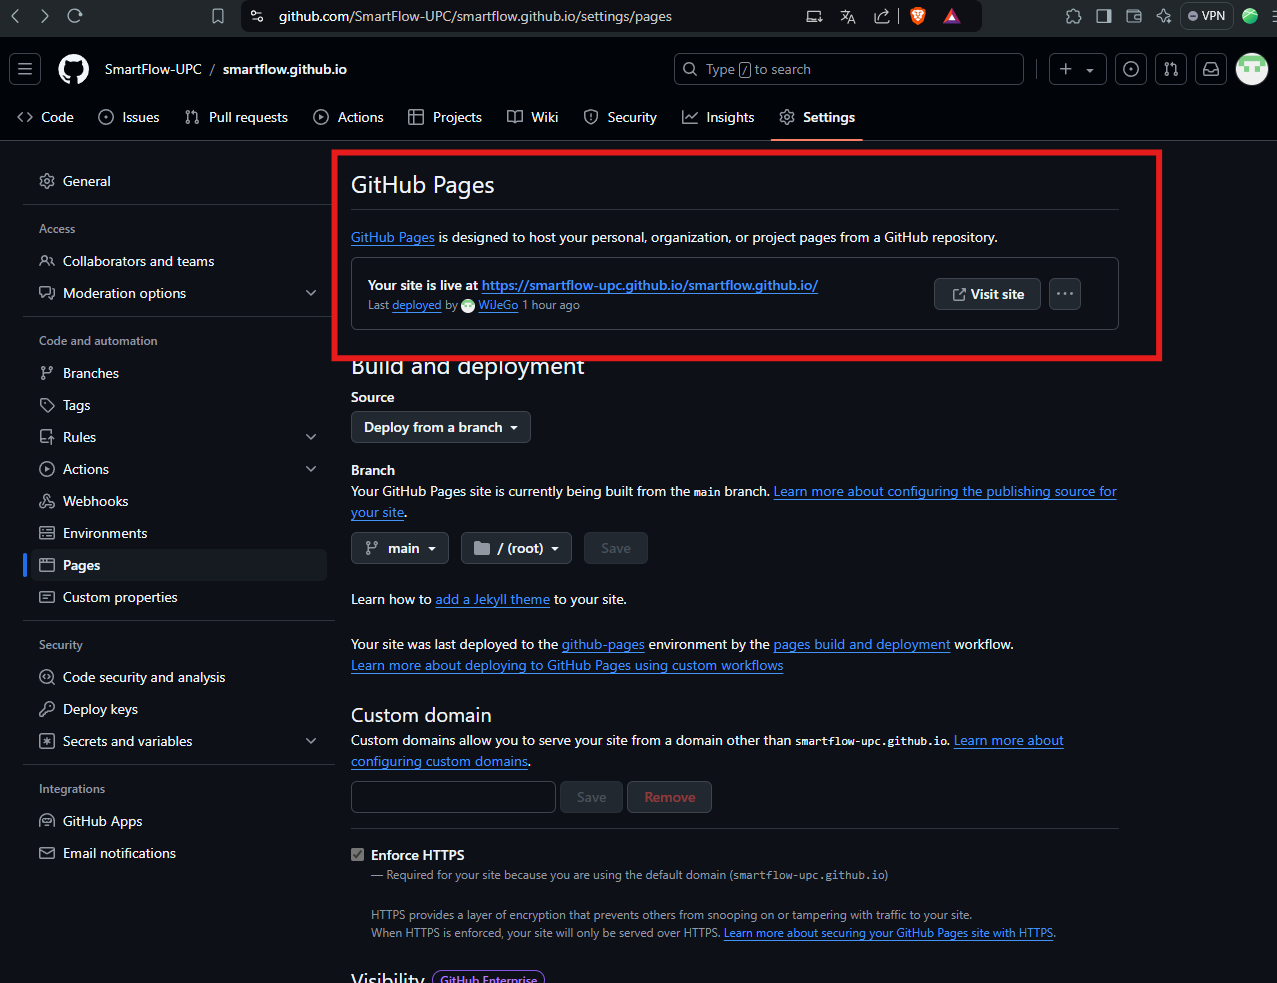 github.com/SmartFlow-UPC/smartflow.github.io/settings/pages
VPN
SmartFlow-UPC / smartflow.github.io
Type / to search
Code Issues Pull requests Actions Projects Wiki Security Insights Settings
General
Access
Collaborators and teams
Moderation options
Code and automation
Branches
Tags
Rules
Actions
Webhooks
Environments
Pages
Custom properties
Security
Code security and analysis
Deploy keys
Secrets and variables
Integrations
GitHub Apps
Email notifications
GitHub Pages
GitHub Pages is designed to host your personal, organization, or project pages from a GitHub repository.
Your site is live at https://smartflow-upc.github.io/smartflow.github.io/
Last deployed by WiJeGo 1 hour ago
Visit site
Build and deployment
Source
Deploy from a branch
Branch
Your GitHub Pages site is currently being built from the main branch. Learn more about configuring the publishing source for
your site.
main / (root) Save
Learn how to add a Jekyll theme to your site.
Your site was last deployed to the github-pages environment by the pages build and deployment workflow.
Learn more about deploying to GitHub Pages using custom workflows
Custom domain
Custom domains allow you to serve your site from a domain other than smartflow-upc.github.io. Learn more about
configuring custom domains.
Save Remove
Enforce HTTPS
— Required for your site because you are using the default domain (smartflow-upc.github.io)
HTTPS provides a layer of encryption that prevents others from snooping on or tampering with traffic to your site.
When HTTPS is enforced, your site will only be served over HTTPS. Learn more about securing your GitHub Pages site with HTTPS.
Visibility GitHub Enterprise